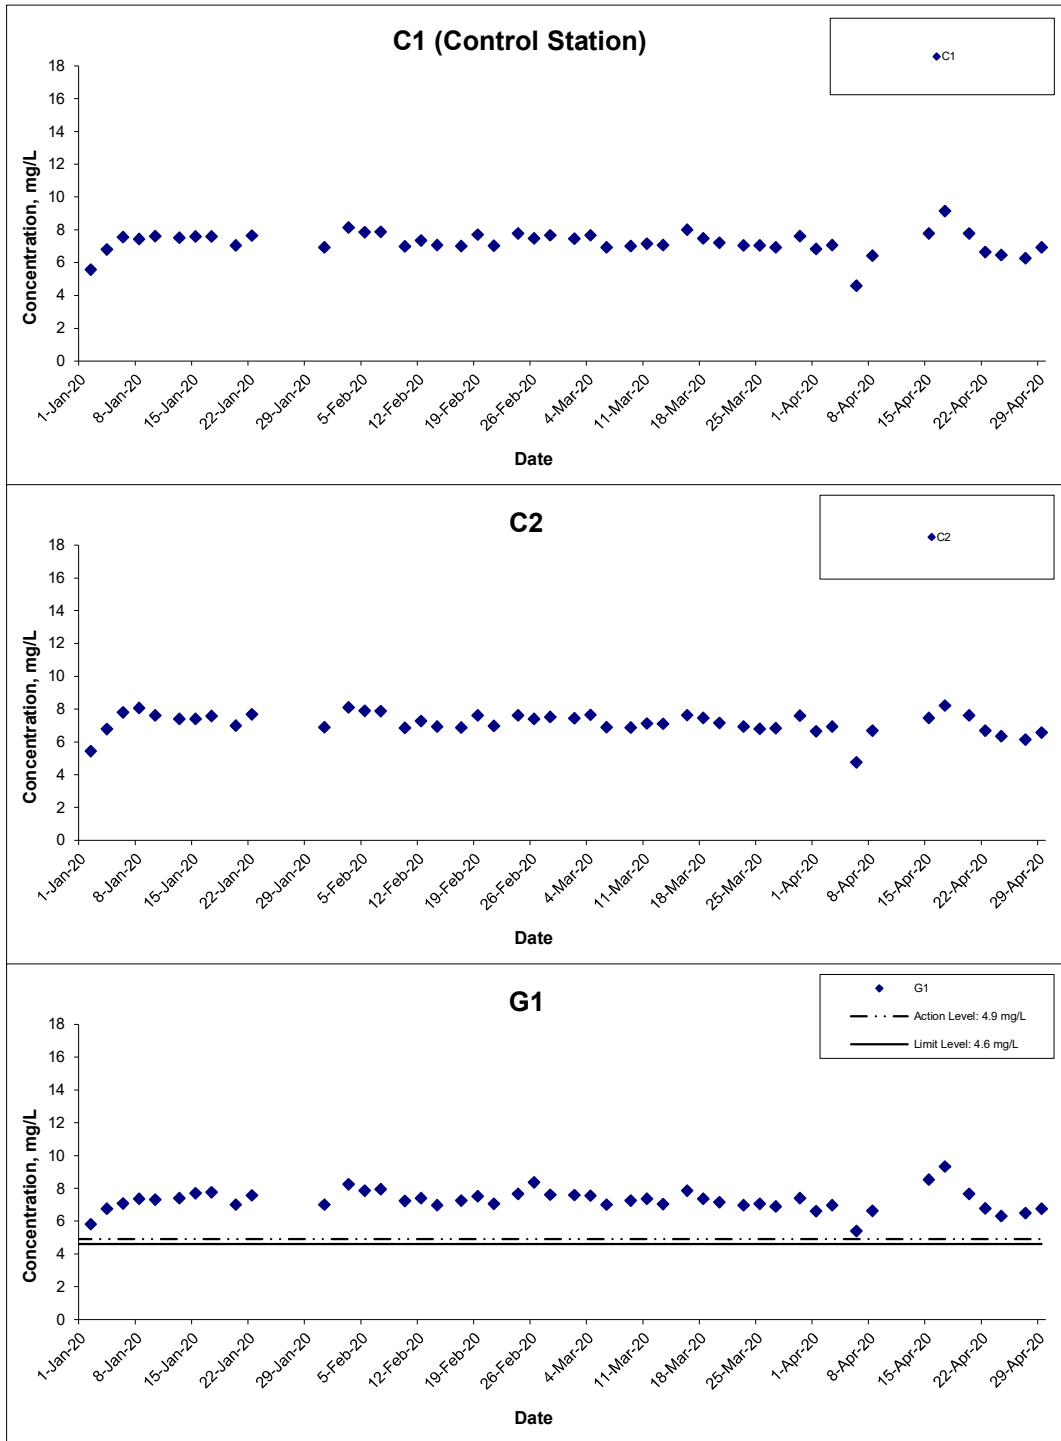 C1 (Control Station)
C1
18
16
14
12
10
8
6
4
2
0
Concentration, mg/L
1-Jan-20
8-Jan-20
15-Jan-20
22-Jan-20
29-Jan-20
5-Feb-20
12-Feb-20
19-Feb-20
26-Feb-20
4-Mar-20
11-Mar-20
18-Mar-20
25-Mar-20
1-Apr-20
8-Apr-20
15-Apr-20
22-Apr-20
29-Apr-20
Date
C2
C2
18
16
14
12
10
8
6
4
2
0
Concentration, mg/L
1-Jan-20
8-Jan-20
15-Jan-20
22-Jan-20
29-Jan-20
5-Feb-20
12-Feb-20
19-Feb-20
26-Feb-20
4-Mar-20
11-Mar-20
18-Mar-20
25-Mar-20
1-Apr-20
8-Apr-20
15-Apr-20
22-Apr-20
29-Apr-20
Date
G1
G1
Action Level: 4.9 mg/L
Limit Level: 4.6 mg/L
18
16
14
12
10
8
6
4
2
0
Concentration, mg/L
1-Jan-20
8-Jan-20
15-Jan-20
22-Jan-20
29-Jan-20
5-Feb-20
12-Feb-20
19-Feb-20
26-Feb-20
4-Mar-20
11-Mar-20
18-Mar-20
25-Mar-20
1-Apr-20
8-Apr-20
15-Apr-20
22-Apr-20
29-Apr-20
Date